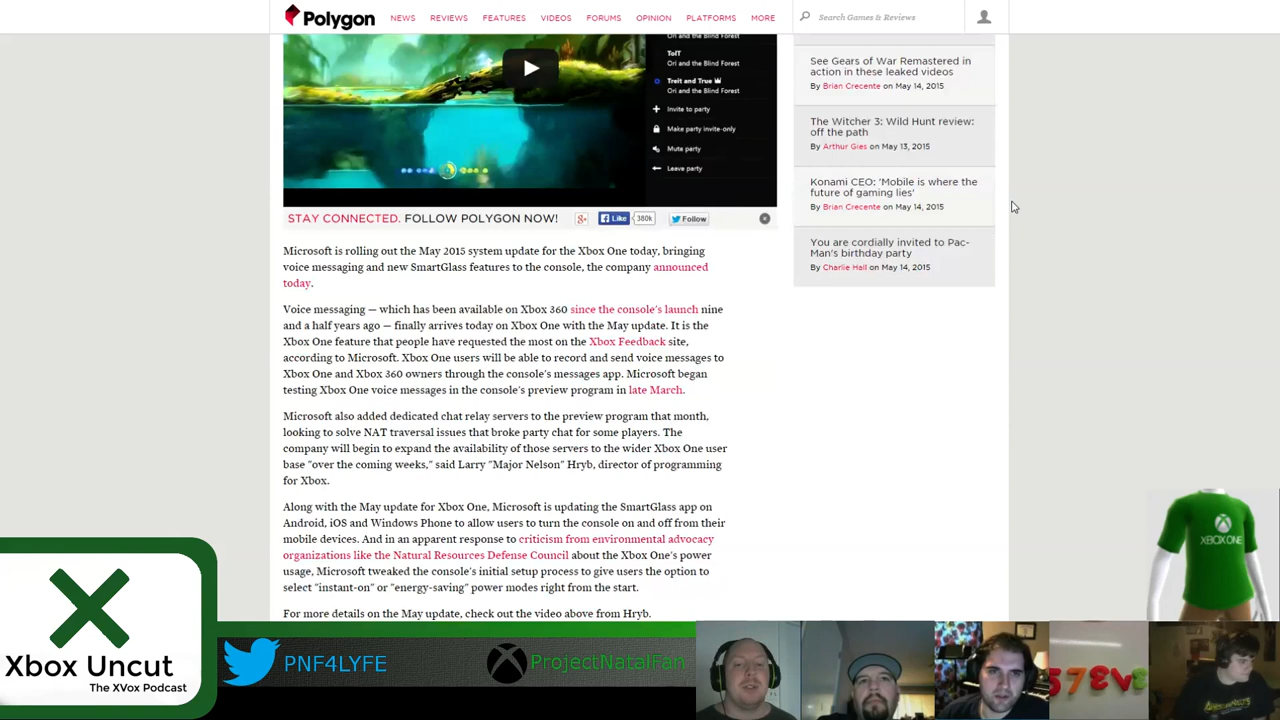 Polygon
NEWS REVIEWS FEATURES VIDEOS FORUMS OPINION PLATFORMS MORE
Search Games & Reviews
Ori and the Blind Forest
TolT
Ori and the Blind Forest
Treit and True
Ori and the Blind Forest
Invite to party
Make party invite-only
Mute party
Leave party
STAY CONNECTED. FOLLOW POLYGON NOW! g+ Like 380k Follow
Microsoft is rolling out the May 2015 system update for the Xbox One today, bringing
voice messaging and new SmartGlass features to the console, the company announced
today.
Voice messaging — which has been available on Xbox 360 since the console's launch nine
and a half years ago — finally arrives today on Xbox One with the May update. It is the
Xbox One feature that people have requested the most on the Xbox Feedback site,
according to Microsoft. Xbox One users will be able to record and send voice messages to
Xbox One and Xbox 360 owners through the console's messages app. Microsoft began
testing Xbox One voice messages in the console's preview program in late March.
Microsoft also added dedicated chat relay servers to the preview program that month,
looking to solve NAT traversal issues that broke party chat for some players. The
company will begin to expand the availability of those servers to the wider Xbox One user
base "over the coming weeks," said Larry "Major Nelson" Hryb, director of programming
for Xbox.
Along with the May update for Xbox One, Microsoft is updating the SmartGlass app on
Android, iOS and Windows Phone to allow users to turn the console on and off from their
mobile devices. And in an apparent response to criticism from environmental advocacy
organizations like the Natural Resources Defense Council about the Xbox One's power
usage, Microsoft tweaked the console's initial setup process to give users the option to
select "instant-on" or "energy-saving" power modes right from the start.
For more details on the May update, check out the video above from Hryb.
See Gears of War Remastered in
action in these leaked videos
By Brian Crecente on May 14, 2015
The Witcher 3: Wild Hunt review:
off the path
By Arthur Gies on May 13, 2015
Konami CEO: 'Mobile is where the
future of gaming lies'
By Brian Crecente on May 14, 2015
You are cordially invited to Pac-
Man's birthday party
By Charlie Hall on May 14, 2015
XBOX ONE
Xbox Uncut
The XVox Podcast
PNF4LYFE
ProjectNatalFan
S7EVE